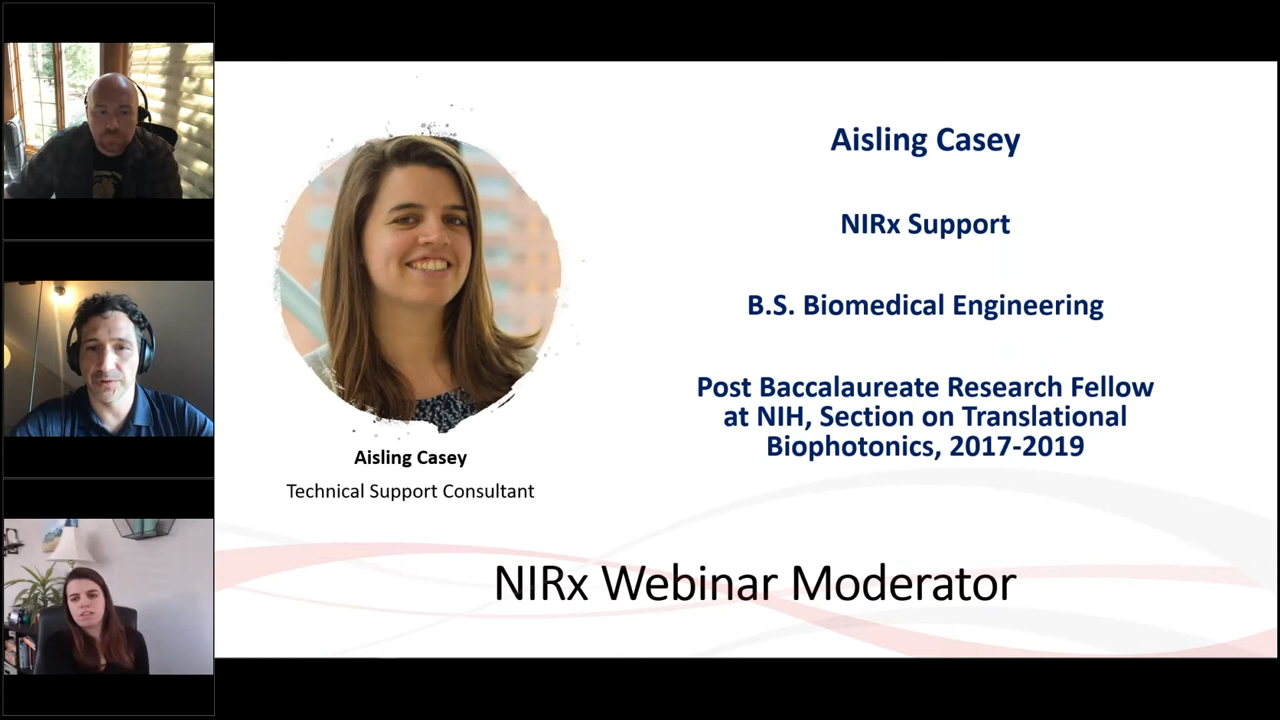 Aisling Casey
NIRx Support
B.S. Biomedical Engineering
Post Baccalaureate Research Fellow
at NIH, Section on Translational
Biophotonics, 2017-2019
Aisling Casey
Technical Support Consultant
NIRx Webinar Moderator